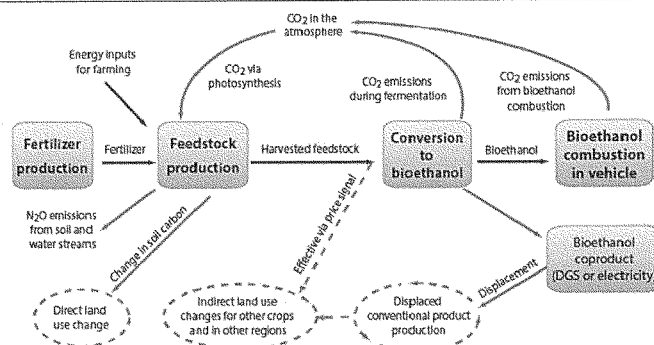 CO2 in the
atmosphere
Energy inputs
for farming
CO2 via
photosynthesis
CO2 emissions
during fermentation
CO2 emissions
from bioethanol
combustion
Fertilizer
production
Fertilizer
Feedstock
production
Harvested feedstock
Conversion
to
bioethanol
Bioethanol
Bioethanol
combustion
in vehicle
N2O emissions
from soil and
water streams
Change in soil carbon
Effective via price signal
Bioethanol
coproduct
(DGS or electricity)
Displacement
Direct land
use change
Indirect land use
changes for other crops
and in other regions
Displaced
conventional product
production